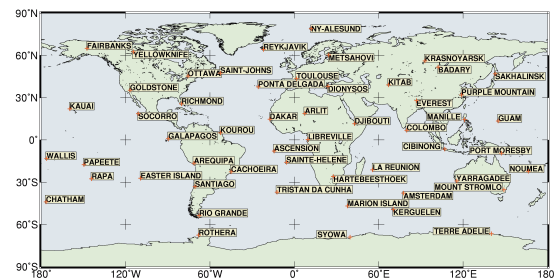 90°N
NY-ALESUND
REYKJAVIK
FAIRBANKS
YELLOWKNIFE
METSAHOVI
KRASNOYARSK
60°N
BADARY
OTTAWA
SAINT-JOHNS
TOULOUSE
SAKHALINSK
GOLDSTONE
PONTA DELGADA
DIONYSOS
KITAB
PURPLE MOUNTAIN
30°N
KAUAI
RICHMOND
EVEREST
SOCORRO
DAKAR
ARLIT
DJIBOUTI
MANILLE
GUAM
GALAPAGOS
KOUROU
LIBREVILLE
COLOMBO
0°
WALLIS
PAPEETE
AREQUIPA
ASCENSION
CIBINONG
PORT MORESBY
RAPA
CACHOEIRA
SAINTE-HELENE
LA REUNION
NOUMEA
EASTER ISLAND
HARTEBEESTHOEK
YARRAGADEE
30°S
SANTIAGO
TRISTAN DA CUNHA
MOUNT STROMLO
CHATHAM
AMSTERDAM
MARION ISLAND
RIO GRANDE
KERGUELEN
60°S
ROTHERA
SYOWA
TERRE ADELIE
90°S
180°
120°W
60°W
0°
60°E
120°E
180°